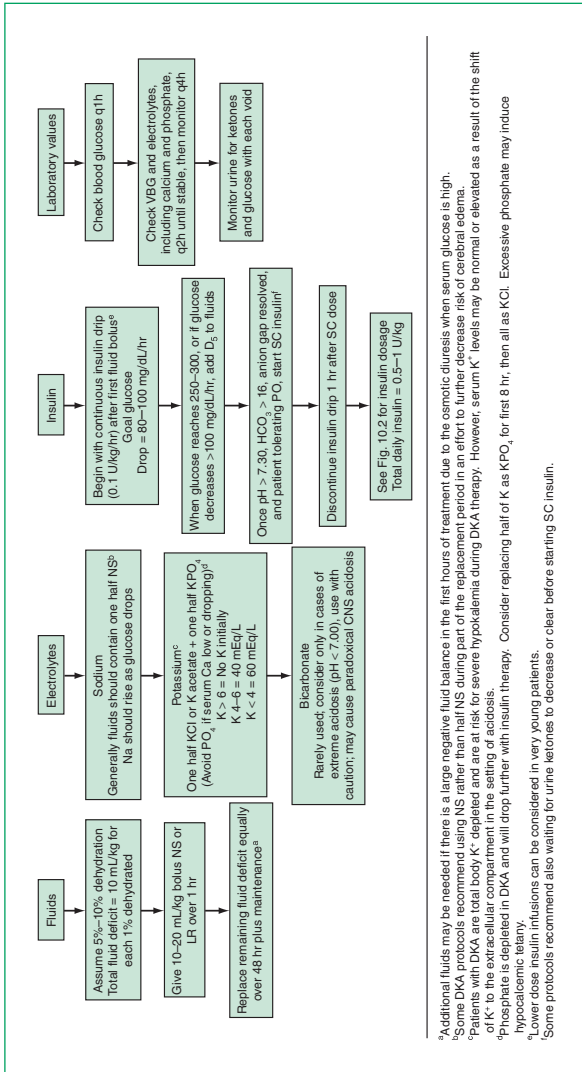 Fluids
Assume 5%–10% dehydration
Total fluid deficit = 10 mL/kg for
each 1% dehydrated
Give 10–20 mL/kg bolus NS or
LR over 1 hr
Replace remaining fluid deficit equally
over 48 hr plus maintenanceᵃ
Electrolytes
Sodium
Generally fluids should contain one half NSᵇ
Na should rise as glucose drops
Potassiumᶜ
One half KCl or K acetate + one half KPO₄
(Avoid PO₄ if serum Ca low or dropping)ᵈ
K > 6 = No K initially
K 4–6 = 40 mEq/L
K < 4 = 60 mEq/L
Bicarbonate
Rarely used; consider only in cases of
extreme acidosis (pH < 7.00), use with
caution; may cause paradoxical CNS acidosis
Insulin
Begin with continuous insulin drip
(0.1 U/kg/hr) after first fluid bolusᵉ
Goal glucose
Drop = 80–100 mg/dL/hr
When glucose reaches 250–300, or if glucose
decreases >100 mg/dL/hr, add D₅ to fluids
Once pH > 7.30, HCO₃ > 16, anion gap resolved,
and patient tolerating PO, start SC insulinᶠ
Discontinue insulin drip 1 hr after SC dose
See Fig. 10.2 for insulin dosage
Total daily insulin = 0.5–1 U/kg
Laboratory values
Check blood glucose q1h
Check VBG and electrolytes,
including calcium and phosphate,
q2h until stable, then monitor q4h
Monitor urine for ketones
and glucose with each void
ᵃAdditional fluids may be needed if there is a large negative fluid balance in the first hours of treatment due to the osmotic diuresis when serum glucose is high.
ᵇSome DKA protocols recommend using NS rather than half NS during part of the replacement period in an effort to further decrease risk of cerebral edema.
ᶜPatients with DKA are total body K⁺ depleted and are at risk for severe hypokalemia during DKA therapy. However, serum K⁺ levels may be normal or elevated as a result of the shift
of K⁺ to the extracellular compartment in the setting of acidosis.
ᵈPhosphate is depleted in DKA and will drop further with insulin therapy. Consider replacing half of K as KPO₄ for first 8 hr, then all as KCl. Excessive phosphate may induce
hypocalcemic tetany.
ᵉLower dose insulin infusions can be considered in very young patients.
ᶠSome protocols recommend also waiting for urine ketones to decrease or clear before starting SC insulin.